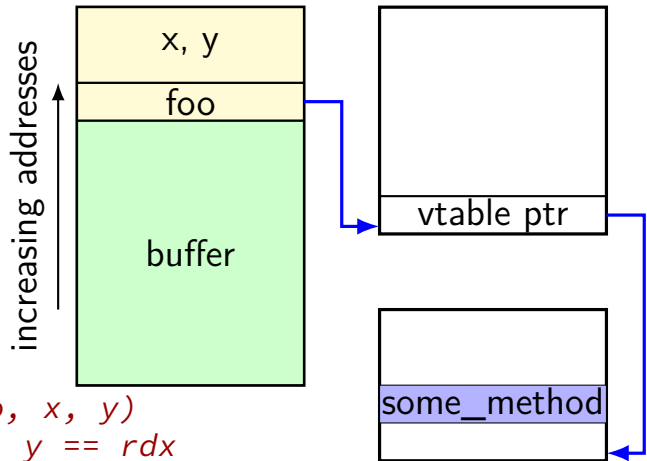 increasing addresses
x, y
foo
buffer
vtable ptr
some_method
, x, y)
y == rdx